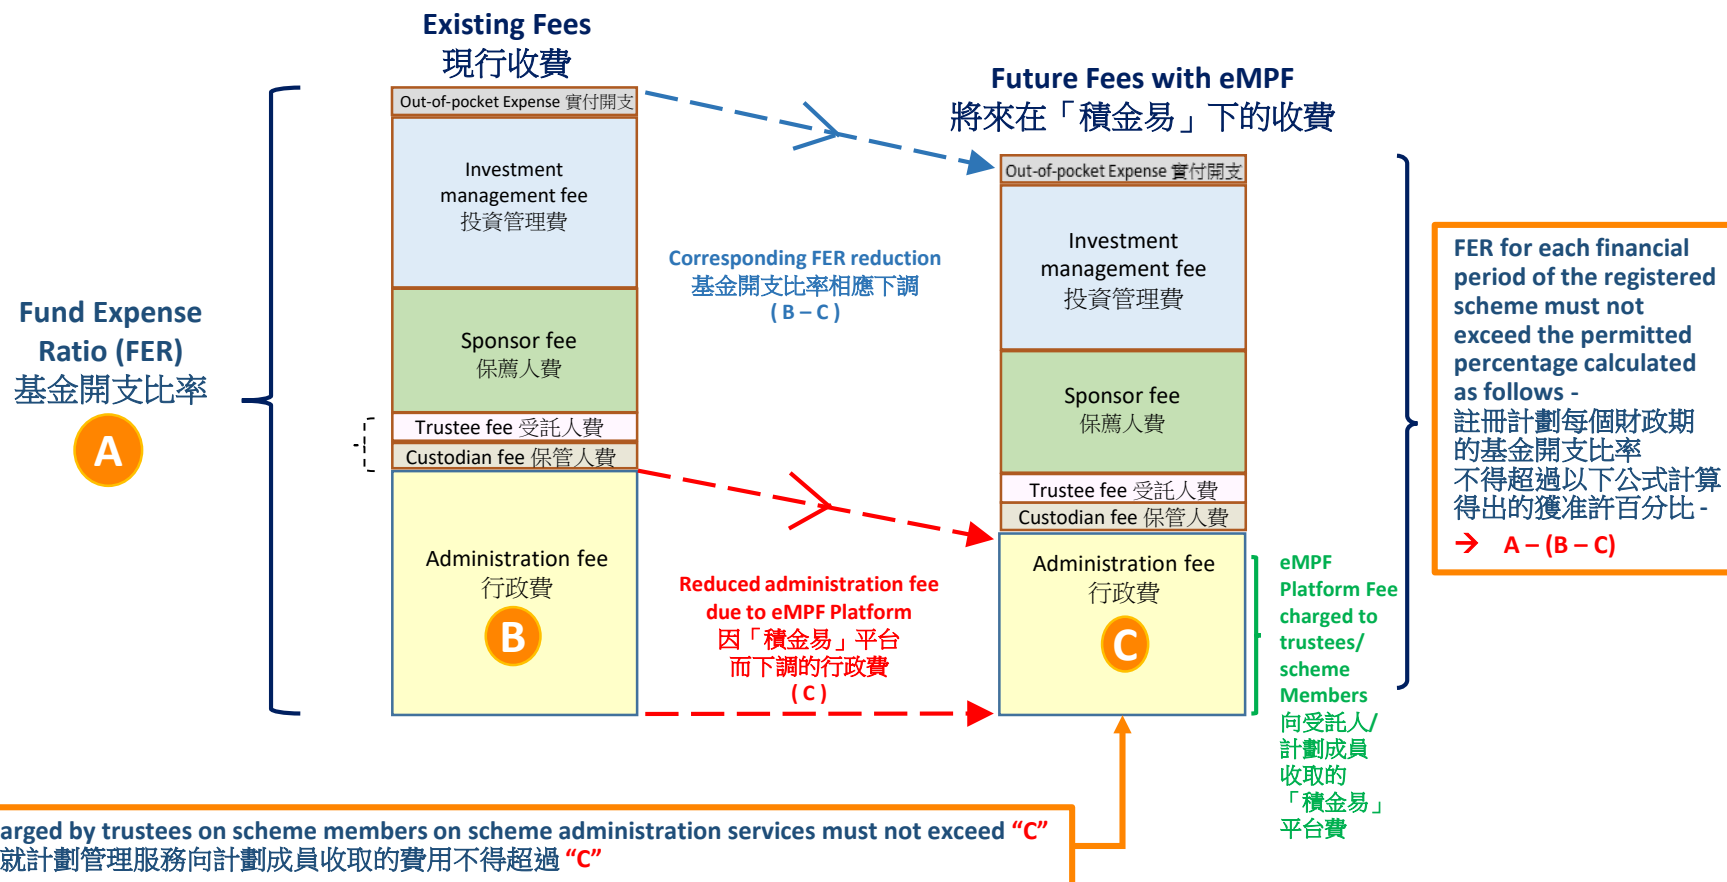 Existing Fees
現行收費
Out-of-pocket Expense 實付開支
Investment
management fee
投資管理費
Sponsor fee
保薦人費
Trustee fee 受託人費
Custodian fee 保管人費
Administration fee
行政費
B
Fund Expense
Ratio (FER)
基金開支比率
A
Corresponding FER reduction
基金開支比率相應下調
( B – C )
Reduced administration fee
due to eMPF Platform
因「積金易」平台
而下調的行政費
( C )
Future Fees with eMPF
將來在「積金易」下的收費
Out-of-pocket Expense 實付開支
Investment
management fee
投資管理費
Sponsor fee
保薦人費
Trustee fee 受託人費
Custodian fee 保管人費
Administration fee
行政費
C
eMPF
Platform Fee
charged to
trustees/
scheme
Members
向受託人/
計劃成員
收取的
「積金易」
平台費
FER for each financial
period of the registered
scheme must not
exceed the permitted
percentage calculated
as follows -
註冊計劃每個財政期
的基金開支比率
不得超過以下公式計算
得出的獲准許百分比 -
→ A – (B – C)
arged by trustees on scheme members on scheme administration services must not exceed “C”
就計劃管理服務向計劃成員收取的費用不得超過 “C”